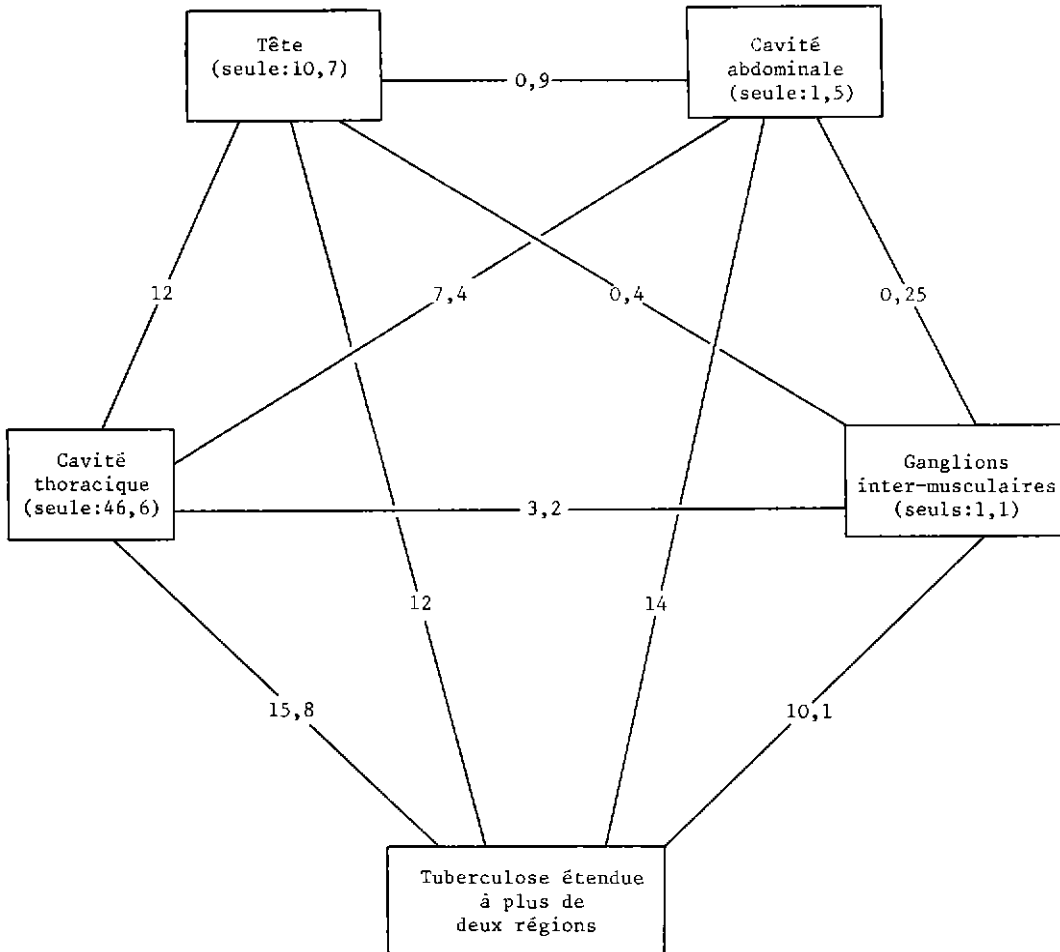 Tête
(seule:10,7)
0,9
Cavité
abdominale
(seule:1,5)
12
7,4
0,4
0,25
Cavité
thoracique
(seule:46,6)
3,2
Ganglions
inter-musculaires
(seuls:1,1)
12
14
15,8
10,1
Tuberculose étendue
à plus de
deux régions